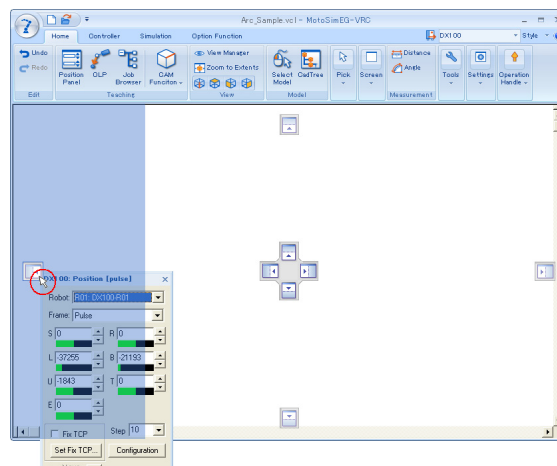 Arc_Sample.vcl - MotoSimEG-VRC
Home Controller Simulation Option Function DX100 Style
Undo
Redo
Position Panel
OLP
Job Browser
CAM Funciton
View Manager
Zoom to Extents
Select Model
CadTree
Pick
Screen
Distance
Angle
Tools
Settings
Operation Handle
Edit Teaching View Model Measurement
DX100: Position [pulse]
Robot: R01: DX100-R01
Frame: Pulse
S 0 R 0
L -37255 B -21193
U -1843 T 0
E 0
Fix TCP Step 10
Set Fix TCP... Configuration